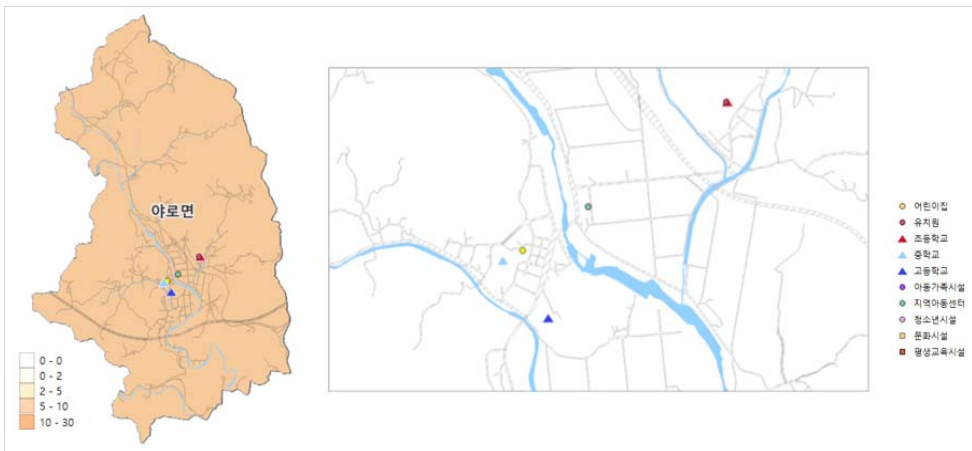 야로면
0 - 0
0 - 2
2 - 5
5 - 10
10 - 30
어린이집
유치원
초등학교
중학교
고등학교
아동가족시설
지역아동센터
청소년시설
문화시설
평생교육시설